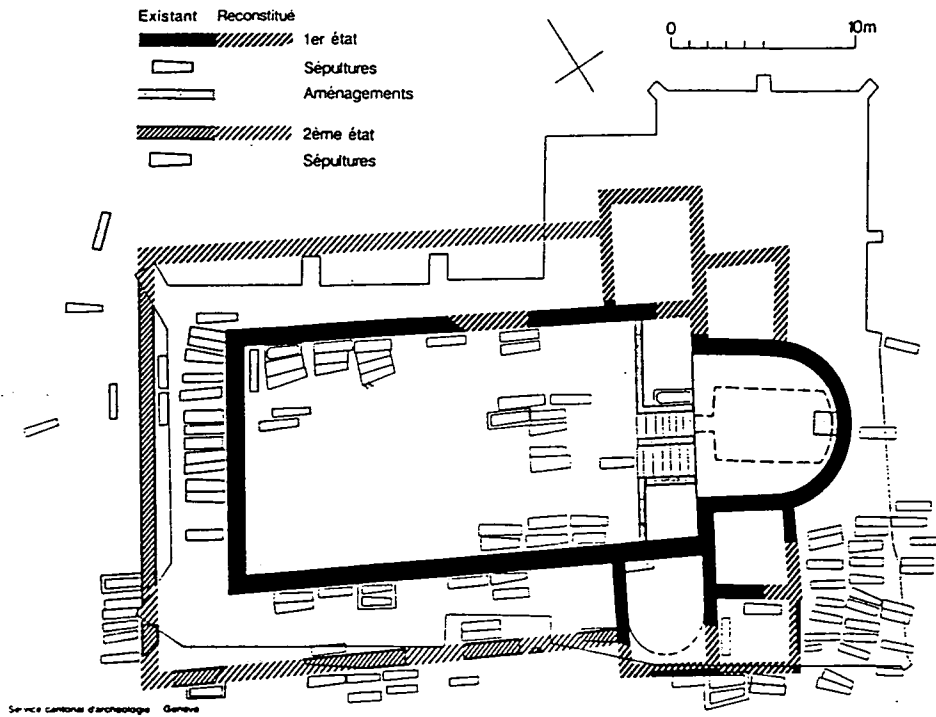 Existant Reconstitué
1er état
Sépultures
Aménagements
2ème état
Sépultures
0 10m
Service cantonal d'archéologie Genève